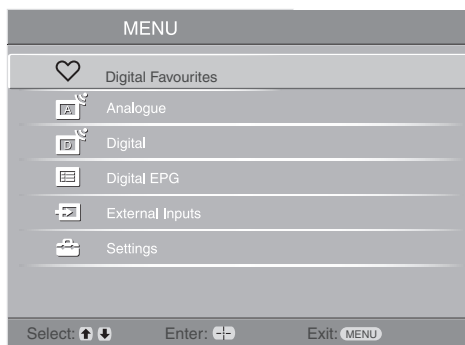 MENU
Digital Favourites
A Analogue
D Digital
Digital EPG
External Inputs
Settings
Select: Enter: Exit: MENU